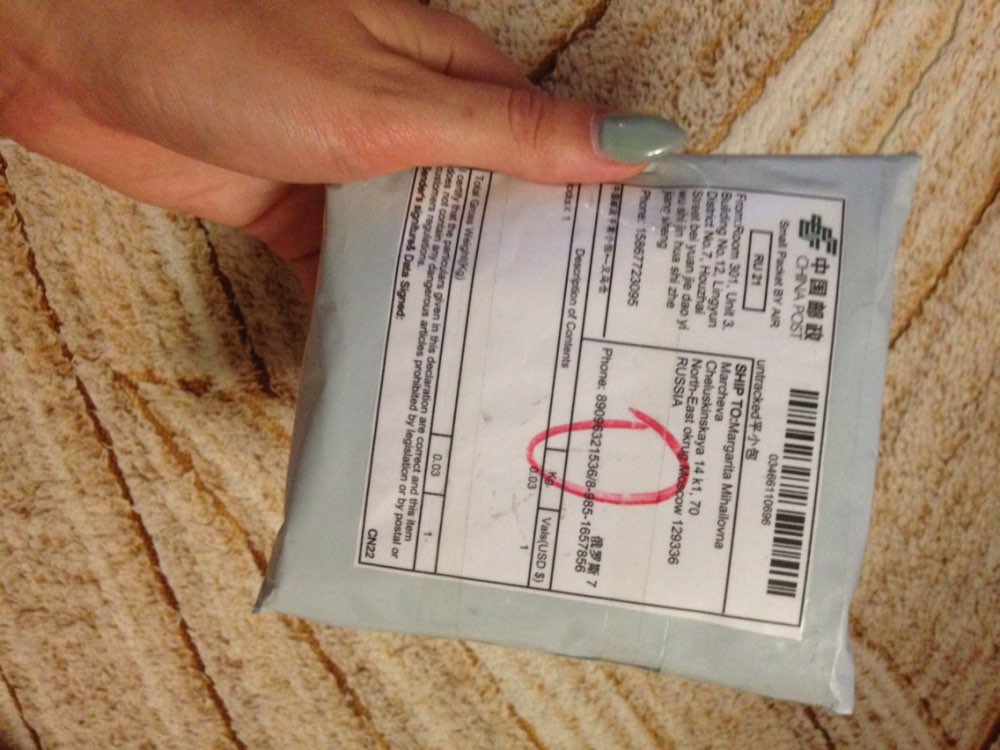 中国邮政
CHINA POST
Small Packet BY AIR
RU 21
03466110696
untracked平小包
From:Room 301, Unit 3,
Building No.12, Lingyun
District No.7, Houzhai
Street bei yuan jie dao yi
wu shi jin hua shi zhe
jiang sheng
Phone: 15867723095
SHIP TO:Margarita Mihailovna
Marcheva
Cheluskinskaya 14 k1, 70
North-East okrug Moscow 129336
RUSSIA
Phone: 89096321536/8-985-1657856
俄罗斯 7
Description of Contents
Kg.
Vals(USD $)
box 1
0.03
1
Total Gross Weight(Kg)
0.03
1
I certify that the particulars given in this declaration are correct and this item
does not contain any dangerous articles prohibited by legislation or by postal or
customers regulations.
Sender's signiture& Data Signed:
CN22